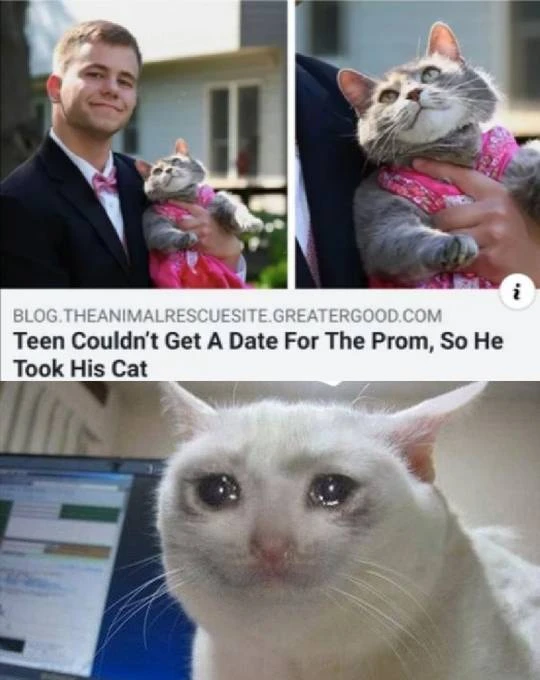 BLOG.THEANIMALRESCUESITE.GREATERGOOD.COM
Teen Couldn't Get A Date For The Prom, So He
Took His Cat